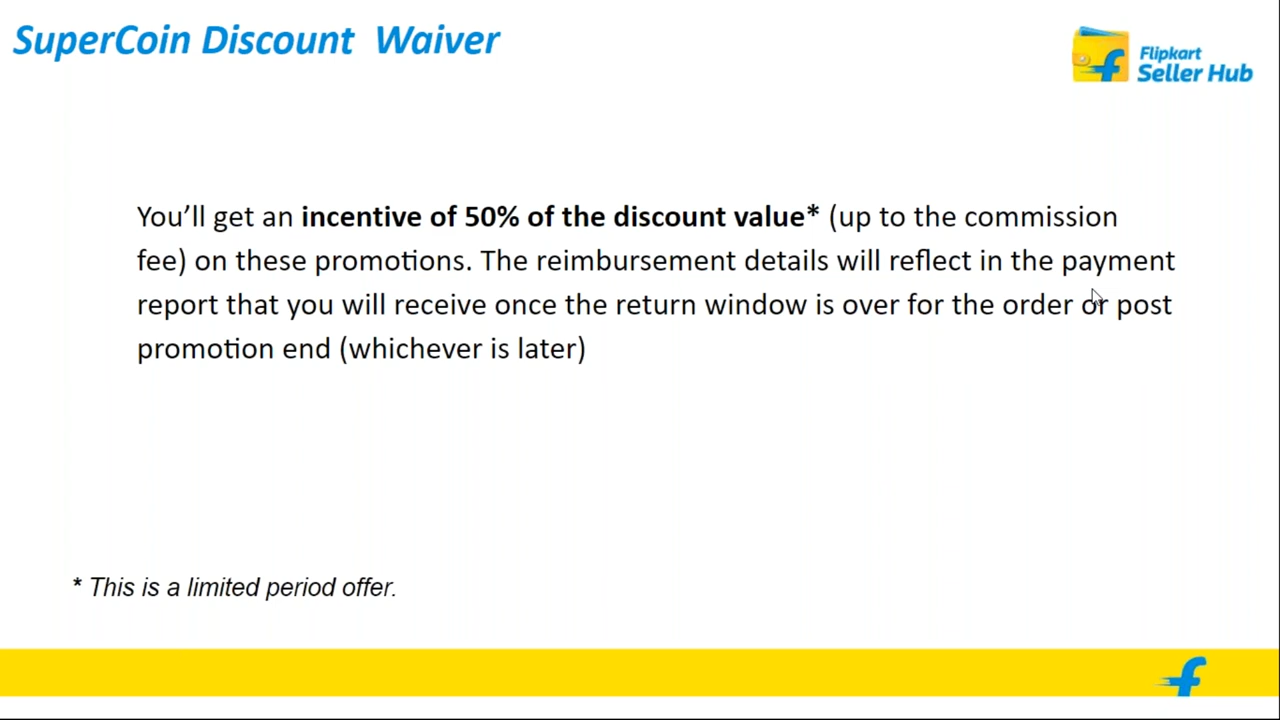 SuperCoin Discount Waiver
Flipkart
Seller Hub
You’ll get an incentive of 50% of the discount value* (up to the commission
fee) on these promotions. The reimbursement details will reflect in the payment
report that you will receive once the return window is over for the order or post
promotion end (whichever is later)
* This is a limited period offer.